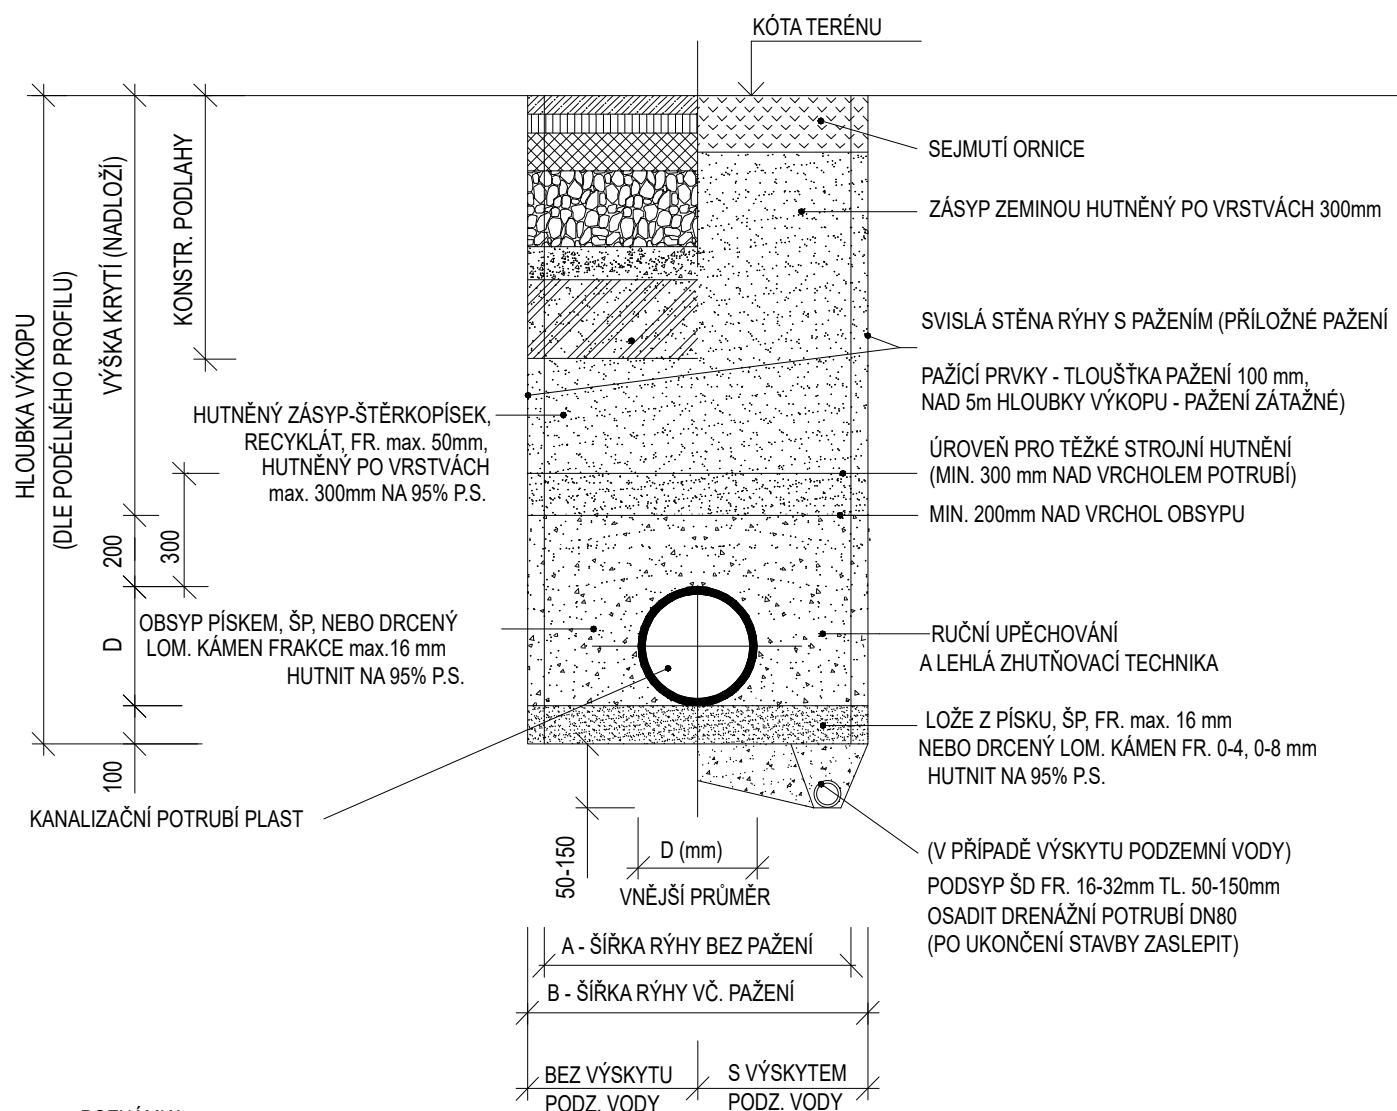 KÓTA TERÉNU
SEJMUTÍ ORNICE
ZÁSYP ZEMINOU HUTNĚNÝ PO VRSTVÁCH 300mm
SVISLÁ STĚNA RÝHY S PAŽENÍM (PŘÍLOŽNÉ PAŽENÍ
PAŽÍCÍ PRVKY - TLOUŠŤKA PAŽENÍ 100 mm,
NAD 5m HLOUBKY VÝKOPU - PAŽENÍ ZÁTAŽNÉ)
ÚROVEŇ PRO TĚŽKÉ STROJNÍ HUTNĚNÍ
(MIN. 300 mm NAD VRCHOLEM POTRUBÍ)
MIN. 200mm NAD VRCHOL OBSYPU
RUČNÍ UPĚCHOVÁNÍ
A LEHLÁ ZHUTŇOVACÍ TECHNIKA
LOŽE Z PÍSKU, ŠP, FR. max. 16 mm
NEBO DRCENÝ LOM. KÁMEN FR. 0-4, 0-8 mm
HUTNIT NA 95% P.S.
(V PŘÍPADĚ VÝSKYTU PODZEMNÍ VODY)
PODSYP ŠD FR. 16-32mm TL. 50-150mm
OSADIT DRENÁŽNÍ POTRUBÍ DN80
(PO UKONČENÍ STAVBY ZASLEPIT)
HLOUBKA VÝKOPU
(DLE PODÉLNÉHO PROFILU)
VÝŠKA KRYTÍ (NADLOŽÍ)
KONSTR. PODLAHY
200
300
D
100
HUTNĚNÝ ZÁSYP-ŠTĚRKOPÍSEK,
RECYKLÁT, FR. max. 50mm,
HUTNĚNÝ PO VRSTVÁCH
max. 300mm NA 95% P.S.
OBSYP PÍSKEM, ŠP, NEBO DRCENÝ
LOM. KÁMEN FRAKCE max.16 mm
HUTNIT NA 95% P.S.
KANALIZAČNÍ POTRUBÍ PLAST
50-150
D (mm)
VNĚJŠÍ PRŮMĚR
A - ŠÍŘKA RÝHY BEZ PAŽENÍ
B - ŠÍŘKA RÝHY VČ. PAŽENÍ
BEZ VÝSKYTU
PODZ. VODY
S VÝSKYTEM
PODZ. VODY